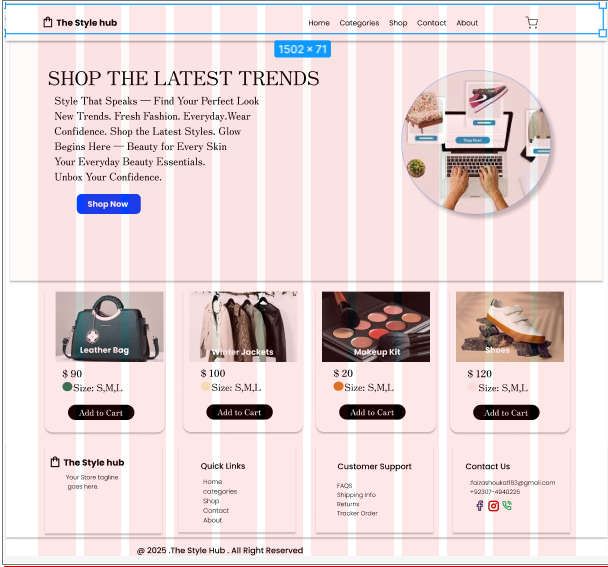 The Style hub
Home Categories Shop Contact About
1502 × 71
SHOP THE LATEST TRENDS
Style That Speaks — Find Your Perfect Look
New Trends. Fresh Fashion. Everyday.Wear
Confidence. Shop the Latest Styles. Glow
Begins Here — Beauty for Every Skin
Your Everyday Beauty Essentials.
Unbox Your Confidence.
Shop Now
Shop Now!
Leather Bag
Winter Jackets
Makeup Kit
Shoes
$ 90
$ 100
$ 20
$ 120
Size: S,M,L
Size: S,M,L
Size: S,M,L
Size: S,M,L
Add to Cart
Add to Cart
Add to Cart
Add to Cart
The Style hub
Your Store tagline
goes here.
Quick Links
Home
categories
Shop
Contact
About
Customer Support
FAQS
Shipping Info
Returns
Tracker Order
Contact Us
:faizashoukat183@gmail.com
+92307-4940225
@ 2025 .The Style Hub . All Right Reserved